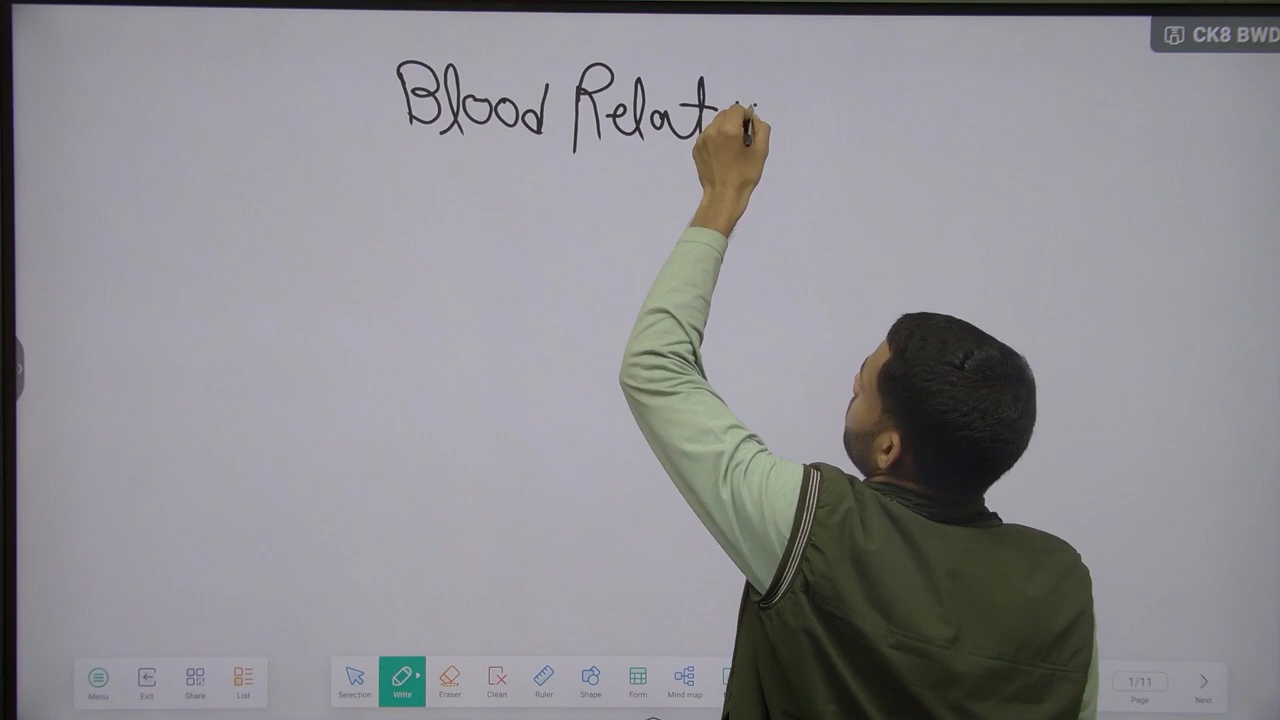 CK8 BWD
Blood Relat
Menu
Exit
Share
List
Selection
Write
Eraser
Clean
Ruler
Shape
Form
Mind map
1/11
Page
Next